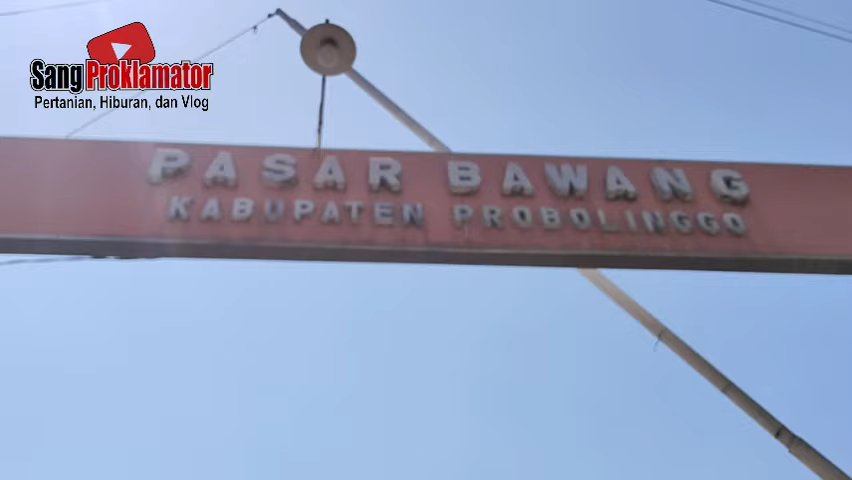 Sang Proklamator
Pertanian, Hiburan, dan Vlog
PASAR BAWANG
KABUPATEN PROBOLINGGO